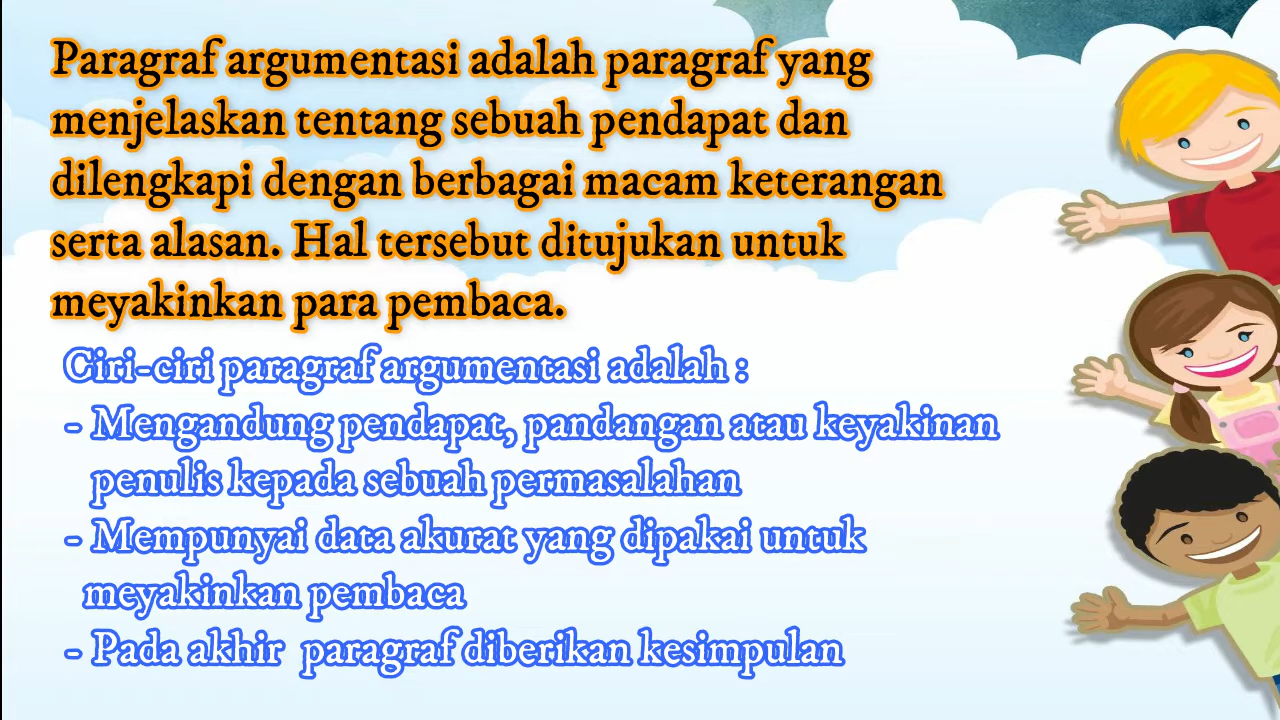 Paragraf argumentasi adalah paragraf yang
menjelaskan tentang sebuah pendapat dan
dilengkapi dengan berbagai macam keterangan
serta alasan. Hal tersebut ditujukan untuk
meyakinkan para pembaca.
Ciri-ciri paragraf argumentasi adalah :
- Mengandung pendapat, pandangan atau keyakinan
penulis kepada sebuah permasalahan
- Mempunyai data akurat yang dipakai untuk
meyakinkan pembaca
- Pada akhir  paragraf diberikan kesimpulan